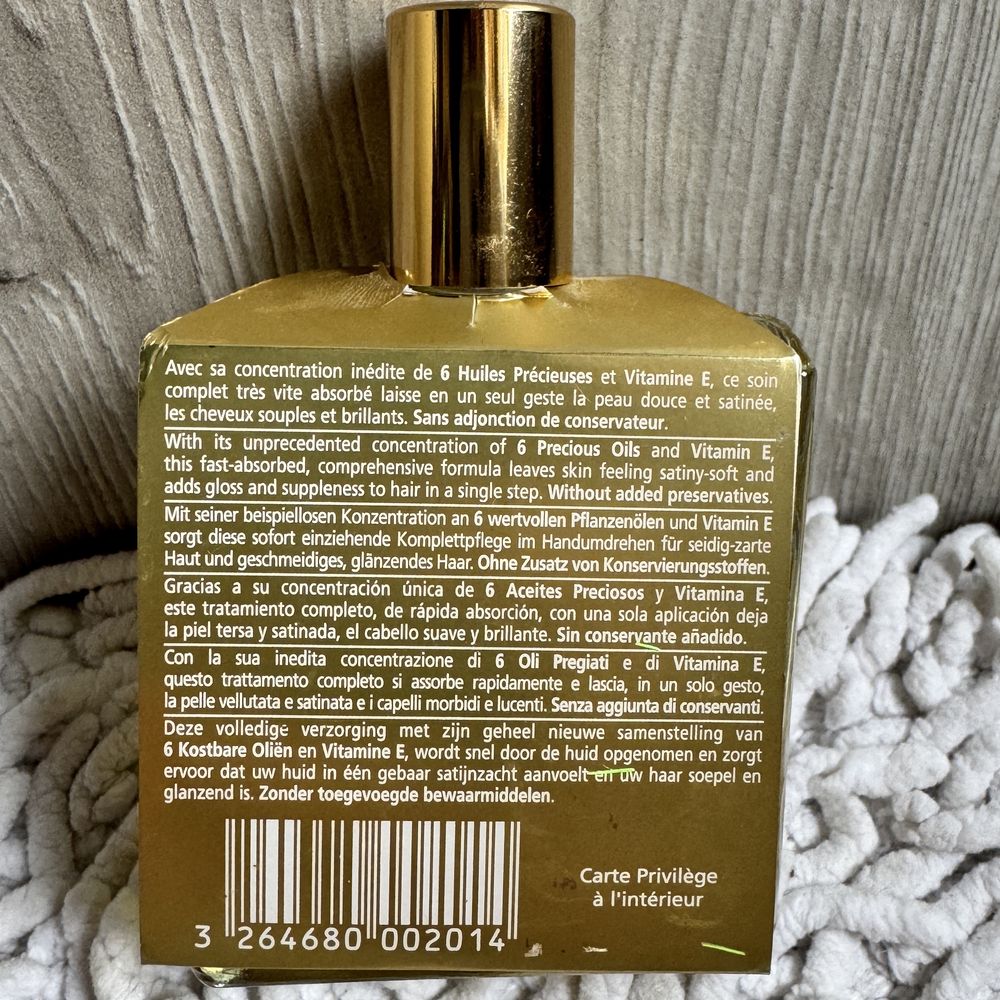 Avec sa concentration inédite de 6 Huiles Précieuses et Vitamine E, ce soin
complet très vite absorbé laisse en un seul geste la peau douce et satinée,
les cheveux souples et brillants. Sans adjonction de conservateur.
With its unprecedented concentration of 6 Precious Oils and Vitamin E,
this fast-absorbed, comprehensive formula leaves skin feeling satiny-soft and
adds gloss and suppleness to hair in a single step. Without added preservatives.
Mit seiner beispiellosen Konzentration an 6 wertvollen Pflanzenölen und Vitamin E
sorgt diese sofort einziehende Komplettpflege im Handumdrehen für seidig-zarte
Haut und geschmeidiges, glänzendes Haar. Ohne Zusatz von Konservierungsstoffen.
Gracias a su concentración única de 6 Aceites Preciosos y Vitamina E,
este tratamiento completo, de rápida absorción, con una sola aplicación deja
la piel tersa y satinada, el cabello suave y brillante. Sin conservante añadido.
Con la sua inedita concentrazione di 6 Oli Pregiati e di Vitamina E,
questo trattamento completo si assorbe rapidamente e lascia, in un solo gesto,
la pelle vellutata e satinata e i capelli morbidi e lucenti. Senza aggiunta di conservanti.
Deze volledige verzorging met zijn geheel nieuwe samenstelling van
6 Kostbare Oliën en Vitamine E, wordt snel door de huid opgenomen en zorgt
ervoor dat uw huid in één gebaar satijnzacht aanvoelt en uw haar soepel en
glanzend is. Zonder toegevoegde bewaarmiddelen.
Carte Privilège
à l'intérieur
3 264680 002014